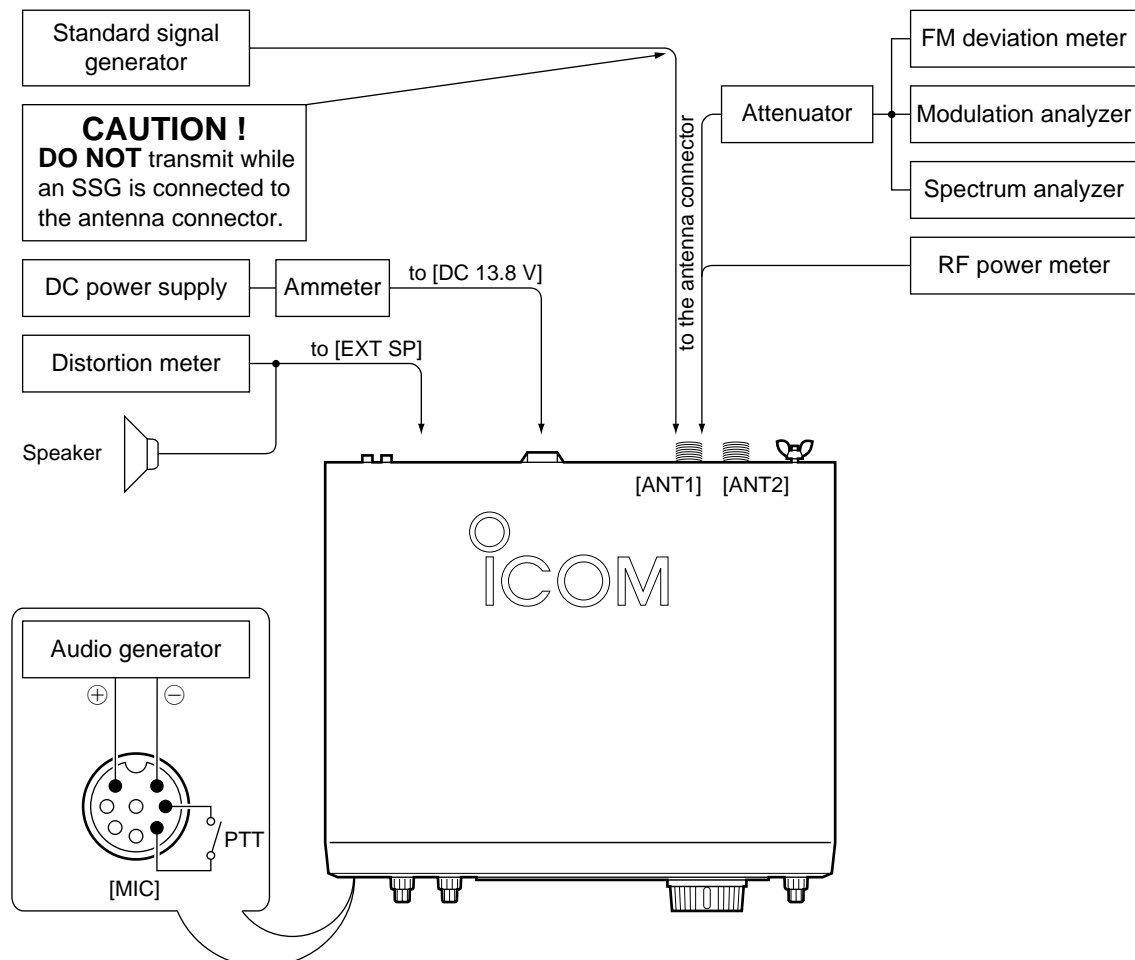 Standard signal
generator
CAUTION !
DO NOT transmit while
an SSG is connected to
the antenna connector.
FM deviation meter
Attenuator
Modulation analyzer
Spectrum analyzer
to the antenna connector
RF power meter
DC power supply
Ammeter
to [DC 13.8 V]
Distortion meter
to [EXT SP]
Speaker
[ANT1]
[ANT2]
ICOM
Audio generator
+
−
PTT
[MIC]